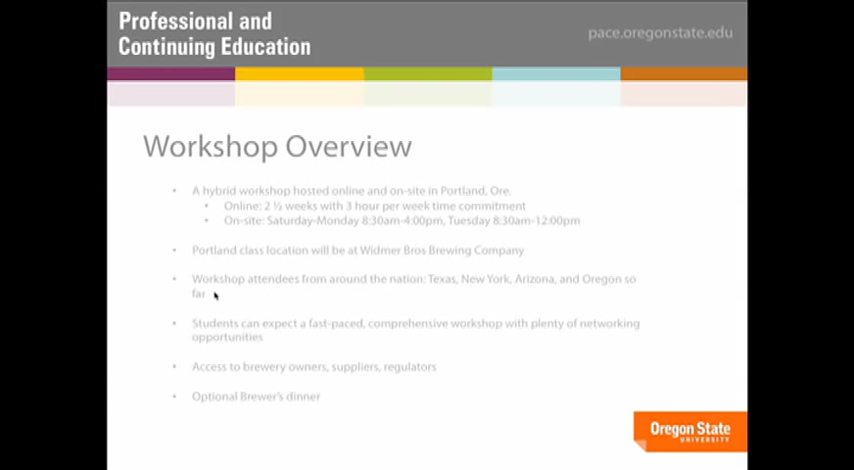 Professional and
Continuing Education
pace.oregonstate.edu
Workshop Overview
• A hybrid workshop hosted online and on-site in Portland, Ore.
• Online: 2 ½ weeks with 3 hour per week time commitment
• On-site: Saturday-Monday 8:30am-4:00pm, Tuesday 8:30am-12:00pm
• Portland class location will be at Widmer Bros Brewing Company
• Workshop attendees from around the nation: Texas, New York, Arizona, and Oregon so
far
• Students can expect a fast-paced, comprehensive workshop with plenty of networking
opportunities
• Access to brewery owners, suppliers, regulators
• Optional Brewer's dinner
Oregon State
UNIVERSITY